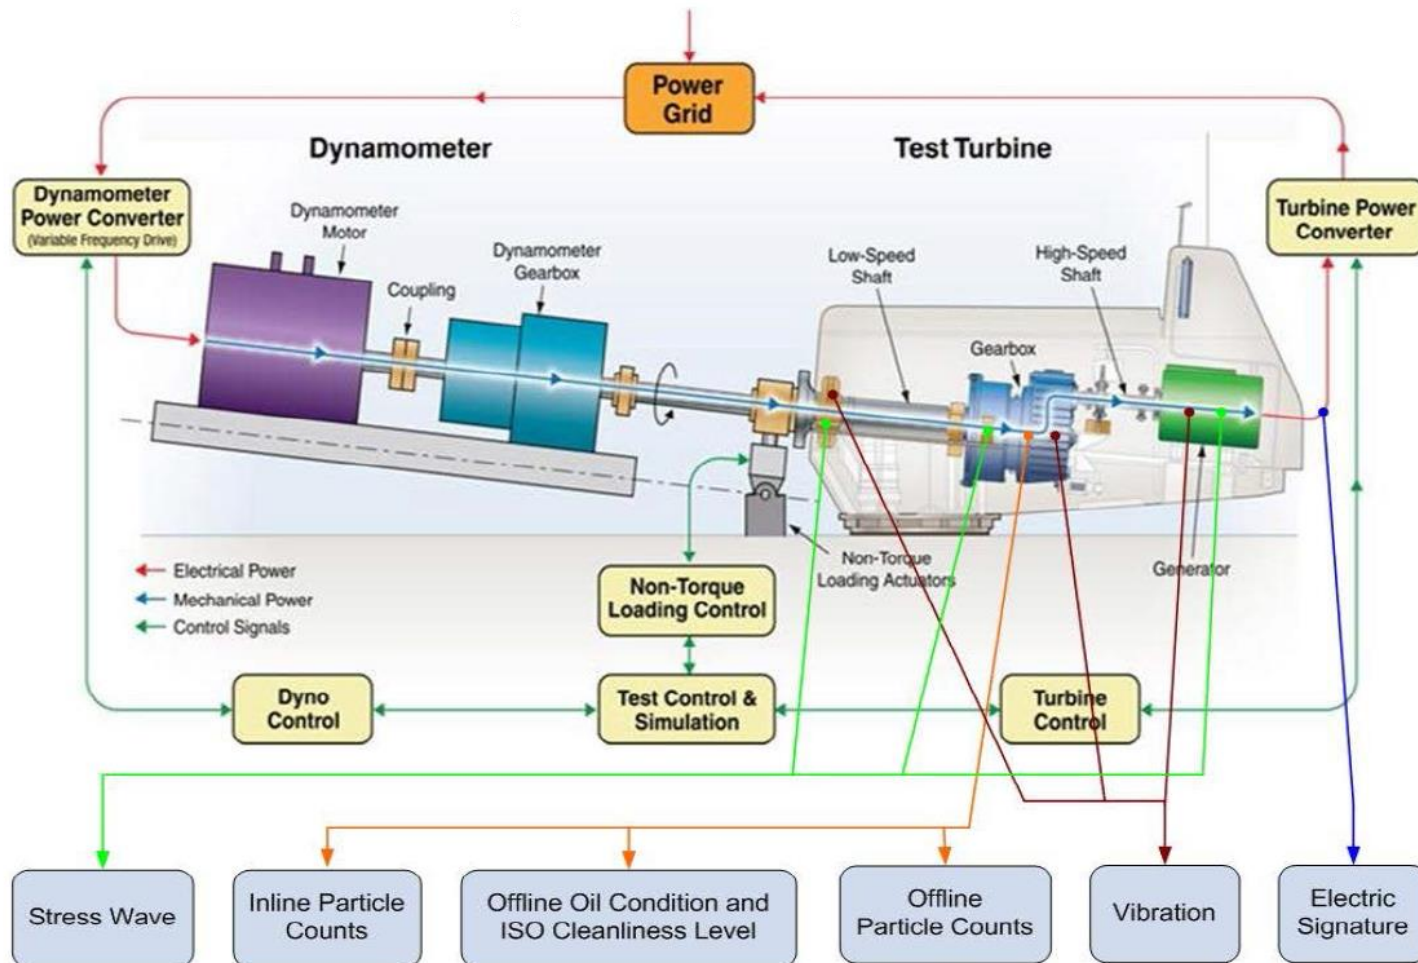 Power
Grid
Dynamometer
Test Turbine
Dynamometer
Power Converter
(Variable Frequency Drive)
Dynamometer
Motor
Coupling
Dynamometer
Gearbox
Low-Speed
Shaft
High-Speed
Shaft
Gearbox
Turbine Power
Converter
Electrical Power
Mechanical Power
Control Signals
Non-Torque
Loading Control
Non-Torque
Loading Actuators
Generator
Dyno
Control
Test Control &
Simulation
Turbine
Control
Stress Wave
Inline Particle
Counts
Offline Oil Condition and
ISO Cleanliness Level
Offline
Particle Counts
Vibration
Electric
Signature